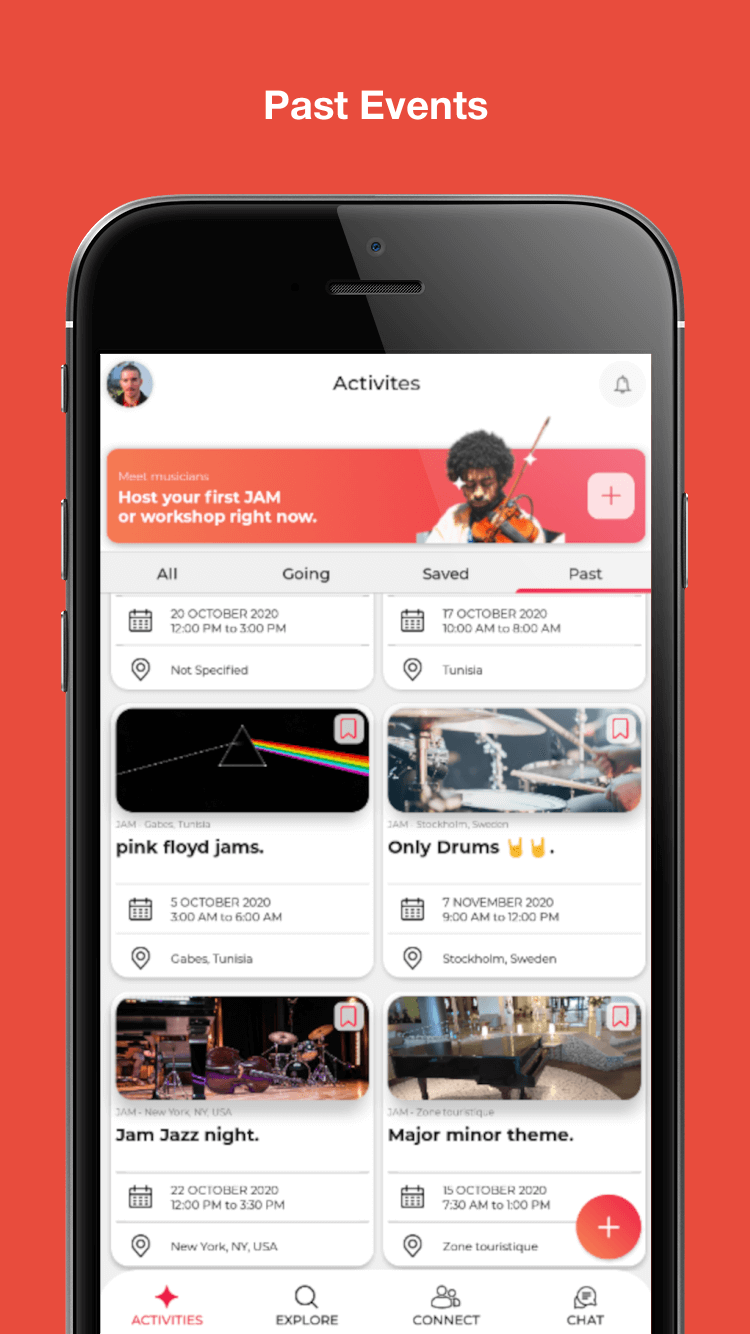 Past Events
Activites
Meet musicians
Host your first JAM
or workshop right now.
All Going Saved Past
20 OCTOBER 2020
12:00 PM to 3:00 PM
Not Specified
17 OCTOBER 2020
10:00 AM to 8:00 AM
Tunisia
JAM - Gabes, Tunisia
pink floyd jams.
5 OCTOBER 2020
3:00 AM to 6:00 AM
Gabes, Tunisia
JAM - Stockholm, Sweden
Only Drums 🤘🤘.
7 NOVEMBER 2020
9:00 AM to 12:00 PM
Stockholm, Sweden
JAM - New York, NY, USA
Jam Jazz night.
22 OCTOBER 2020
12:00 PM to 3:30 PM
New York, NY, USA
JAM - Zone touristique
Major minor theme.
15 OCTOBER 2020
7:30 AM to 1:00 PM
Zone touristique
ACTIVITIES EXPLORE CONNECT CHAT